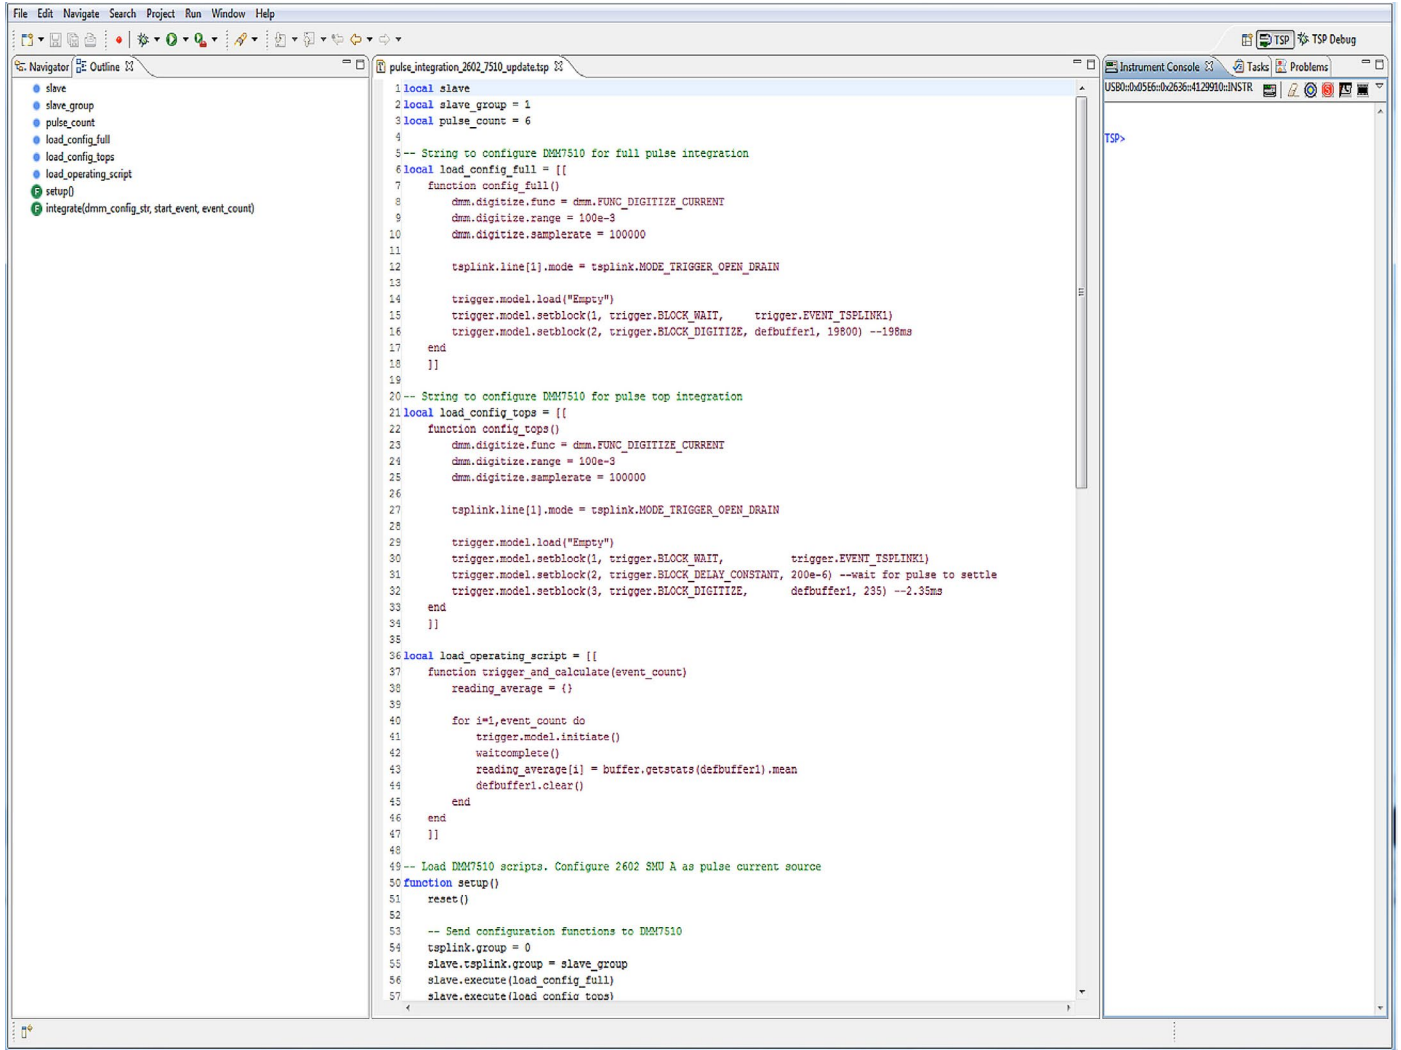 File Edit Navigate Search Project Run Window Help
TSP TSP Debug
Navigator Outline
slave
slave_group
pulse_count
load_config_full
load_config_tops
load_operating_script
setup()
integrate(dmm_config_str, start_event, event_count)
pulse_integration_2602_7510_update.tsp
1 local slave
2 local slave_group = 1
3 local pulse_count = 6
4
5 -- String to configure DMM7510 for full pulse integration
6 local load_config_full = [[
7 function config_full()
8 dmm.digitize.func = dmm.FUNC_DIGITIZE_CURRENT
9 dmm.digitize.range = 100e-3
10 dmm.digitize.samplerate = 100000
11
12 tsplink.line[1].mode = tsplink.MODE_TRIGGER_OPEN_DRAIN
13
14 trigger.model.load("Empty")
15 trigger.model.setblock(1, trigger.BLOCK_WAIT, trigger.EVENT_TSPLINK1)
16 trigger.model.setblock(2, trigger.BLOCK_DIGITIZE, defbuffer1, 19800) --198ms
17 end
18 ]]
19
20 -- String to configure DMM7510 for pulse top integration
21 local load_config_tops = [[
22 function config_tops()
23 dmm.digitize.func = dmm.FUNC_DIGITIZE_CURRENT
24 dmm.digitize.range = 100e-3
25 dmm.digitize.samplerate = 100000
26
27 tsplink.line[1].mode = tsplink.MODE_TRIGGER_OPEN_DRAIN
28
29 trigger.model.load("Empty")
30 trigger.model.setblock(1, trigger.BLOCK_WAIT, trigger.EVENT_TSPLINK1)
31 trigger.model.setblock(2, trigger.BLOCK_DELAY_CONSTANT, 200e-6) --wait for pulse to settle
32 trigger.model.setblock(3, trigger.BLOCK_DIGITIZE, defbuffer1, 235) --2.35ms
33 end
34 ]]
35
36 local load_operating_script = [[
37 function trigger_and_calculate(event_count)
38 reading_average = {}
39
40 for i=1,event_count do
41 trigger.model.initiate()
42 waitcomplete()
43 reading_average[i] = buffer.getstats(defbuffer1).mean
44 defbuffer1.clear()
45 end
46 end
47 ]]
48
49 -- Load DMM7510 scripts. Configure 2602 SMU A as pulse current source
50 function setup()
51 reset()
52
53 -- Send configuration functions to DMM7510
54 tsplink.group = 0
55 slave.tsplink.group = slave_group
56 slave.execute(load_config_full)
57 slave.execute(load_config_tops)
Instrument Console Tasks Problems
USB0::0x05E6::0x2636::4129910::INSTR
TSP>